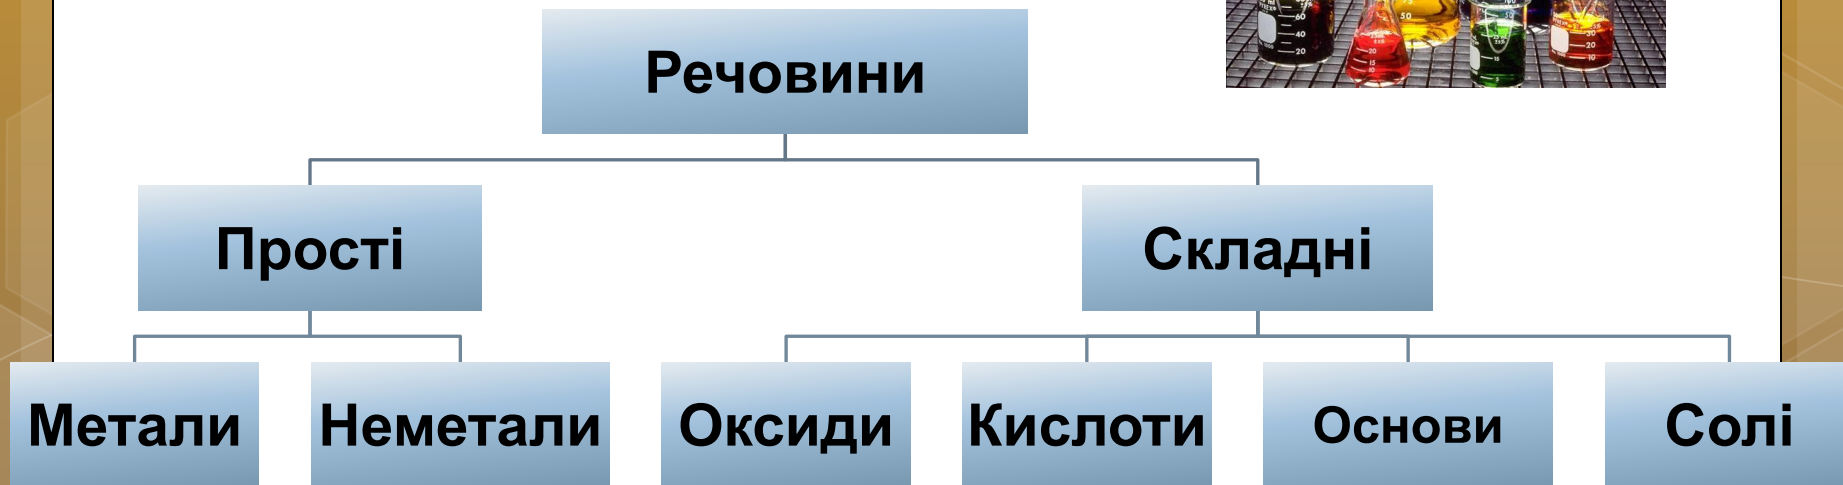 Речовини
Прості
Складні
Метали
Неметали
Оксиди
Кислоти
Основи
Солі